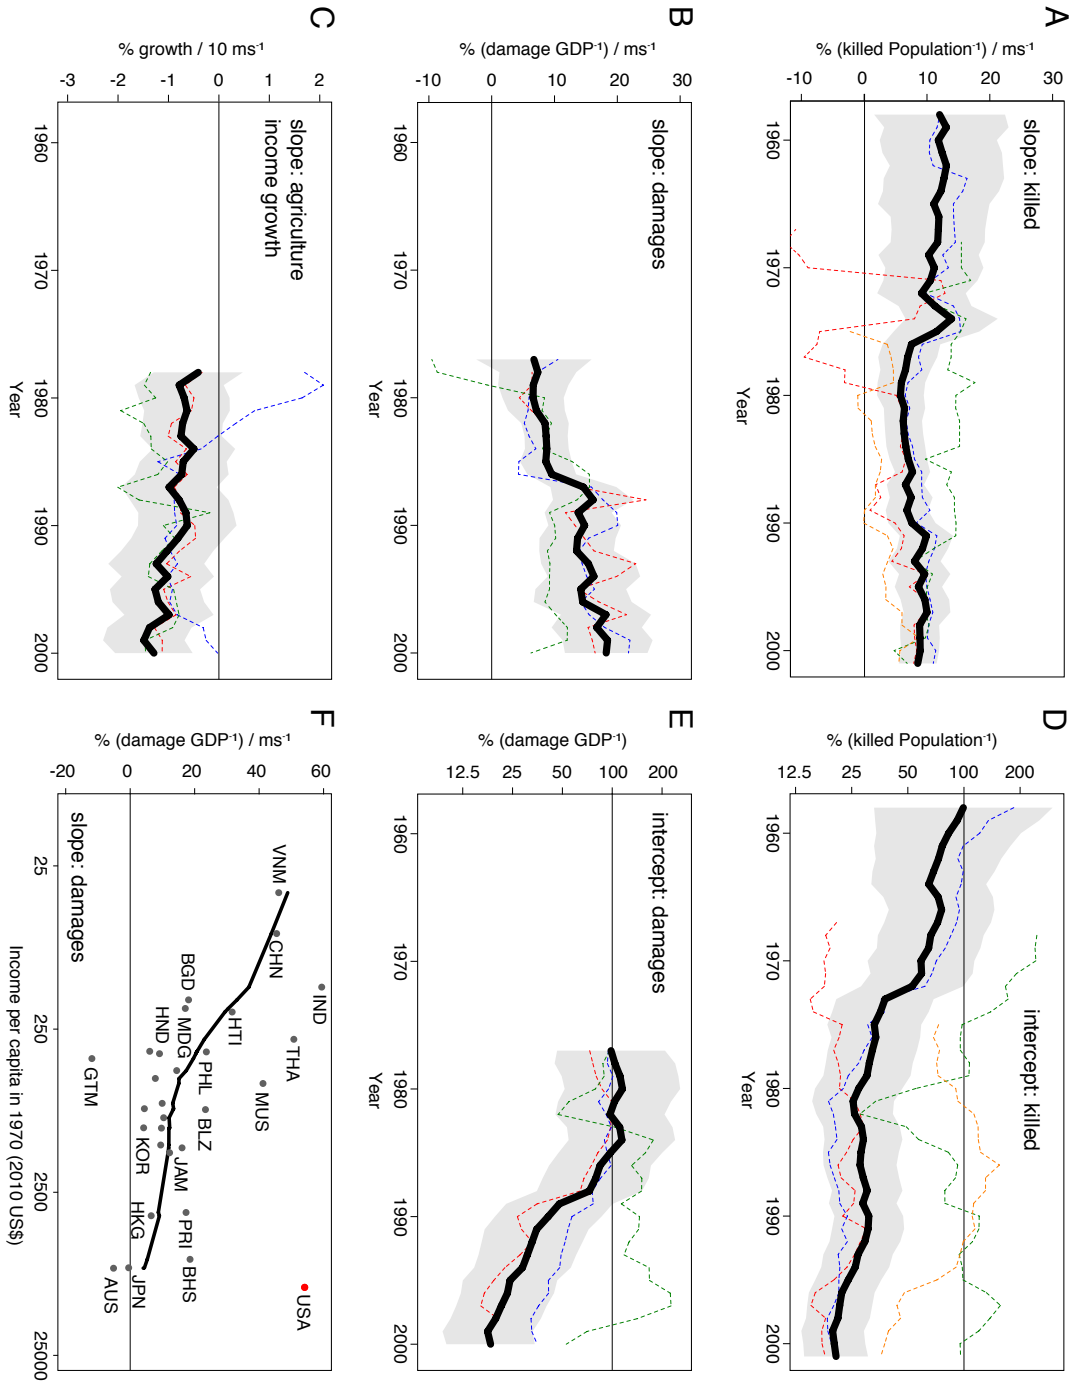 A
% (killed Population⁻¹) / ms⁻¹
-10 0 10 20 30
slope: killed
1960 1970 1980 1990 2000
Year
B
% (damage GDP⁻¹) / ms⁻¹
-10 0 10 20 30
slope: damages
1960 1970 1980 1990 2000
Year
C
% growth / 10 ms⁻¹
-3 -2 -1 0 1 2
slope: agriculture
income growth
1960 1970 1980 1990 2000
Year
D
% (killed Population⁻¹)
12.5 25 50 100 200
intercept: killed
1960 1970 1980 1990 2000
Year
E
% (damage GDP⁻¹)
12.5 25 50 100 200
intercept: damages
1960 1970 1980 1990 2000
Year
F
% (damage GDP⁻¹) / ms⁻¹
-20 0 20 40 60
slope: damages
VNM
CHN
IND
BGD
HTI
THA
HND
MDG
PHL
GTM
MUS
BLZ
KOR
JAM
HKG
PRI
BHS
JPN
AUS
USA
25 250 2500 25000
Income per capita in 1970 (2010 US$)